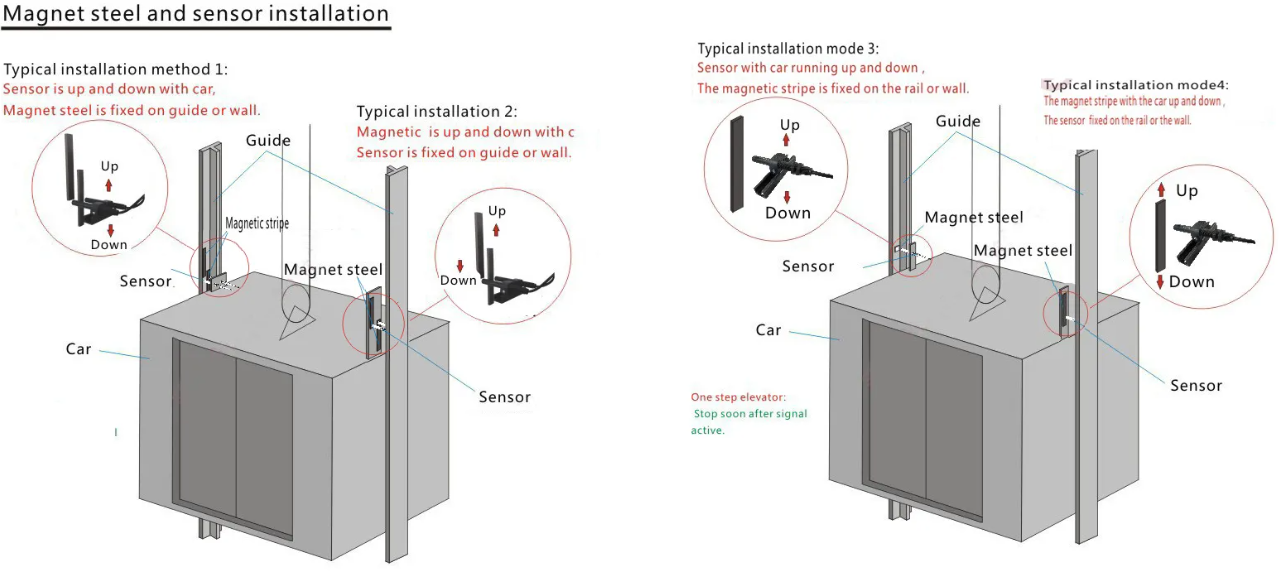 Magnet steel and sensor installation
Typical installation method 1:
Sensor is up and down with car,
Magnet steel is fixed on guide or wall.
Up
Down
Guide
Magnetic stripe
Sensor
Car
Typical installation 2:
Magnetic is up and down with c
Sensor is fixed on guide or wall.
Up
Down
Magnet steel
Sensor
Typical installation mode 3:
Sensor with car running up and down ,
The magnetic stripe is fixed on the rail or wall.
Up
Down
Guide
Magnet steel
Sensor
Car
Typical installation mode4:
The magnet stripe with the car up and down ,
The sensor fixed on the rail or the wall.
Up
Down
Magnet steel
Sensor
One step elevator:
Stop soon after signal
active.